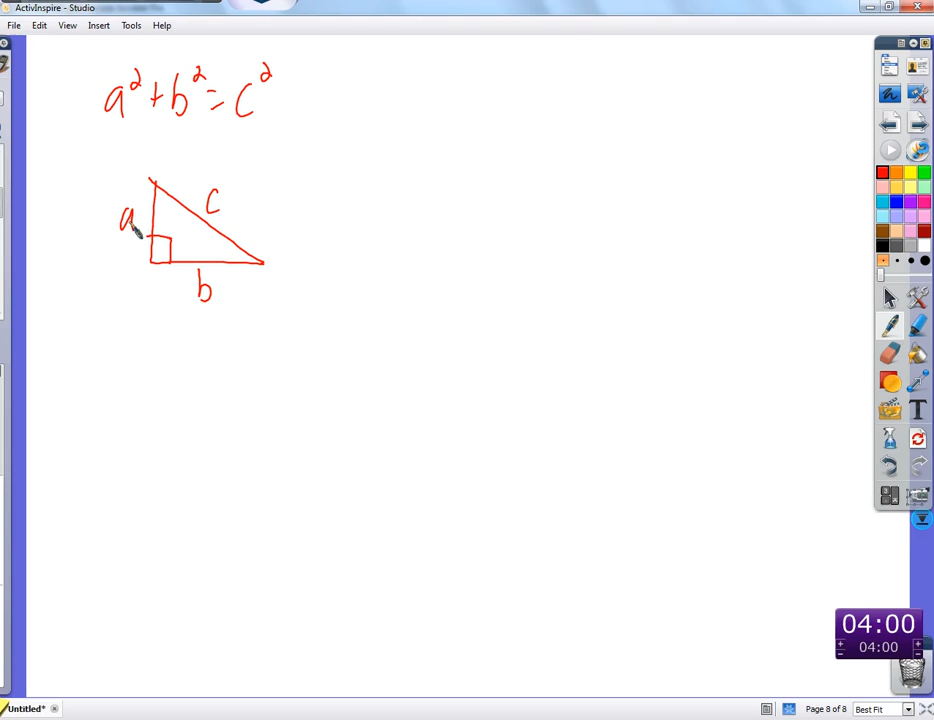 ActivInspire - Studio
File Edit View Insert Tools Help
a² + b² = c²
a
c
b
04:00
04:00
Untitled*
Page 8 of 8
Best Fit